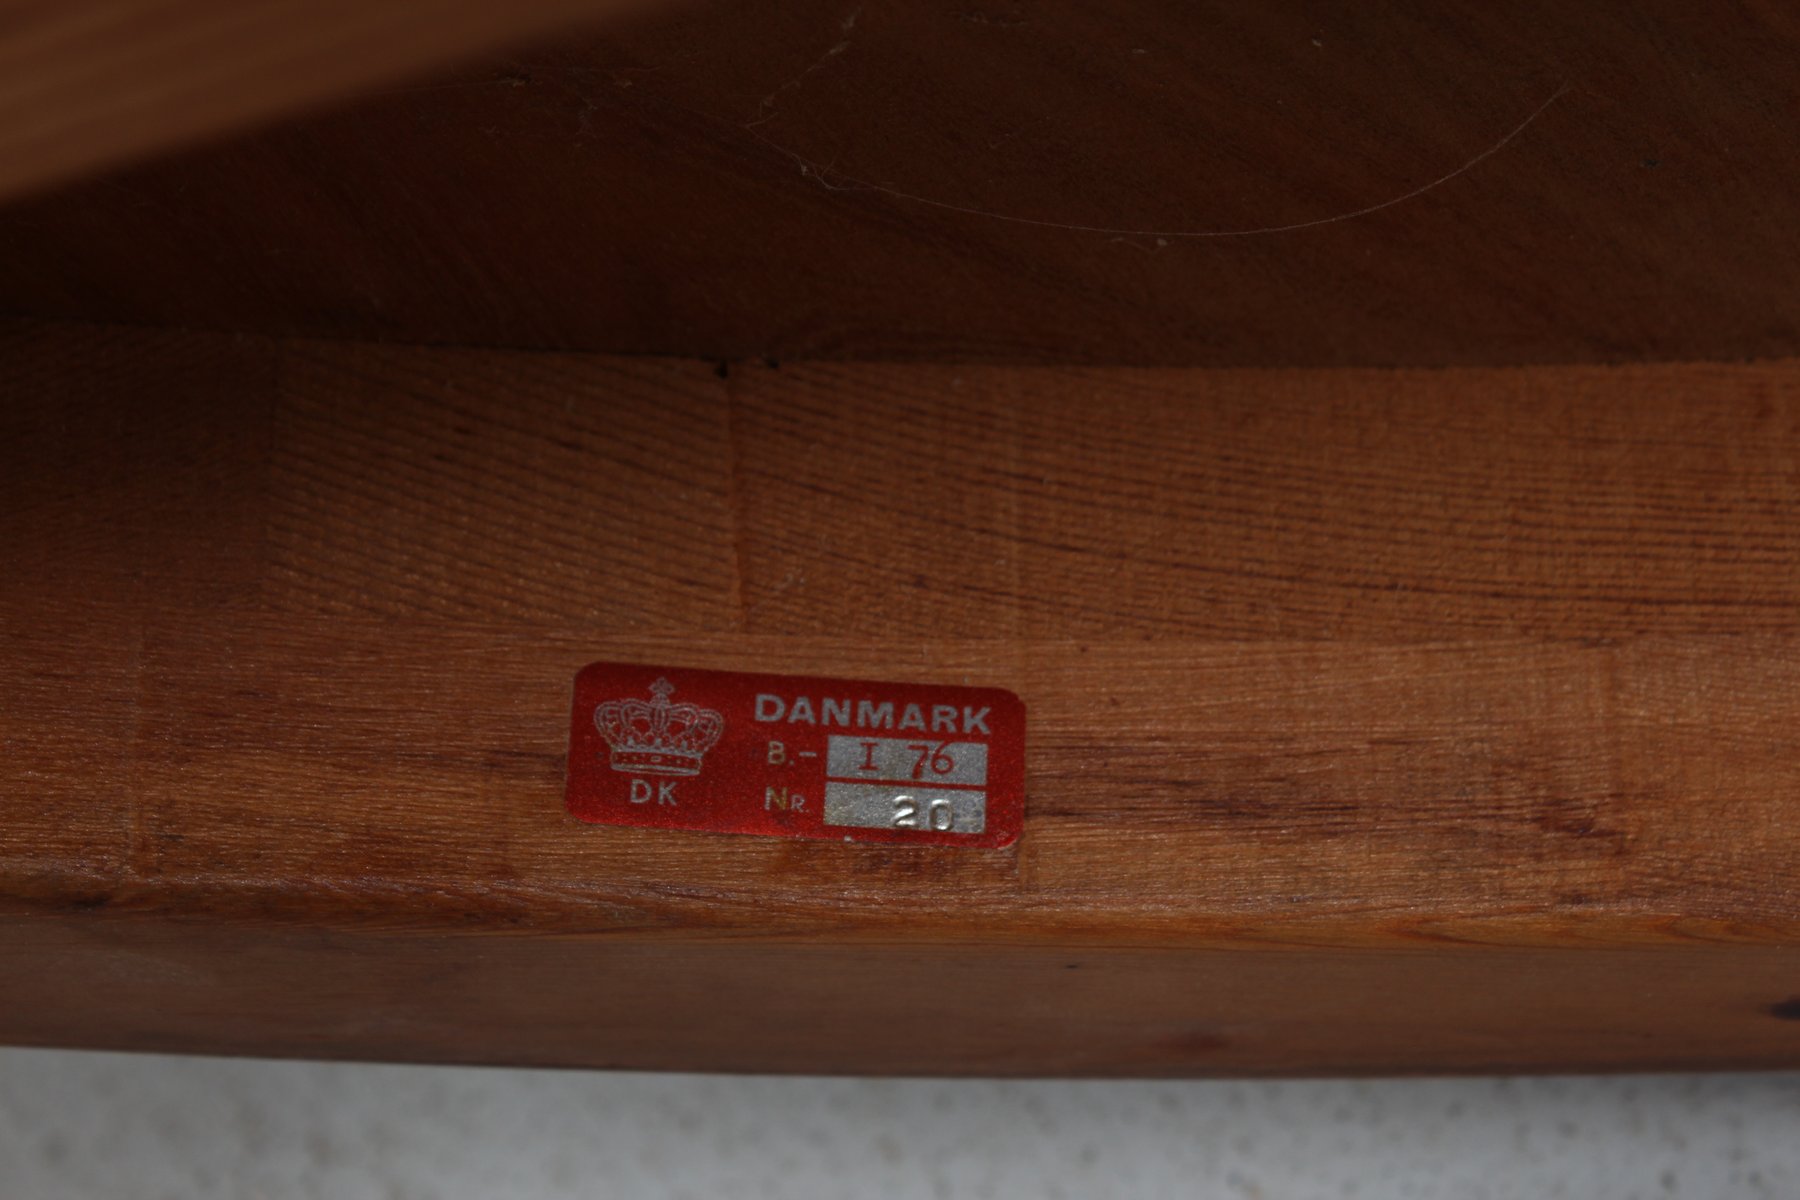 DANMARK
B.- I 76
DK
NR. 20